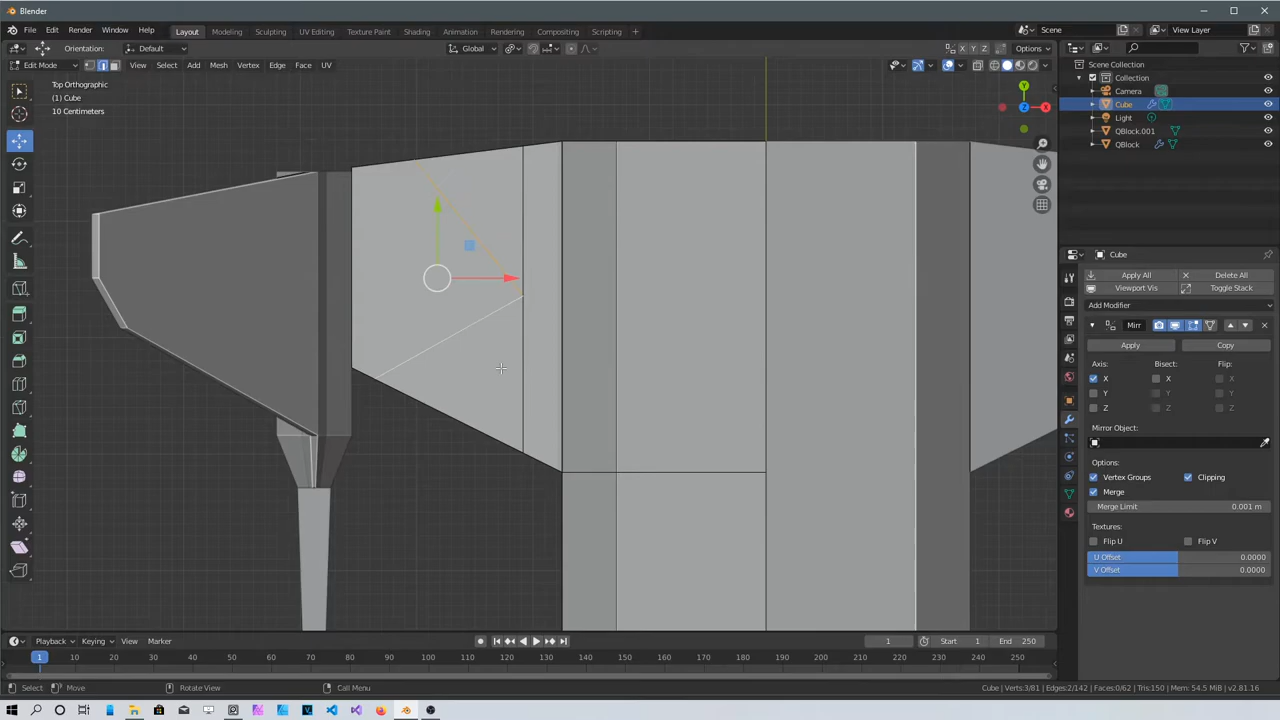 Blender
File Edit Render Window Help Layout Modeling Sculpting UV Editing Texture Paint Shading Animation Rendering Compositing Scripting + Scene View Layer
Orientation: Default Global X Y Z Options
Edit Mode View Select Add Mesh Vertex Edge Face UV
Top Orthographic
(1) Cube
10 Centimeters
Y
Z X
Scene Collection
Collection
Camera
Cube
Light
QBlock.001
QBlock
Cube
Apply All Delete All
Viewport Vis Toggle Stack
Add Modifier
Mirr
Apply Copy
Axis: Bisect: Flip:
X X X
Y Y Y
Z Z Z
Mirror Object:
Options:
Vertex Groups Clipping
Merge
Merge Limit 0.001 m
Textures:
Flip U Flip V
U Offset 0.0000
V Offset 0.0000
Playback Keying View Marker 1 Start 1 End 250
1 10 20 30 40 50 60 70 80 90 100 110 120 130 140 150 160 170 180 190 200 210 220 230 240 250
Select Move Rotate View Call Menu Cube | Verts:3/81 | Edges:2/142 | Faces:0/62 | Tris:150 | Mem: 54.5 MiB | v2.81.16